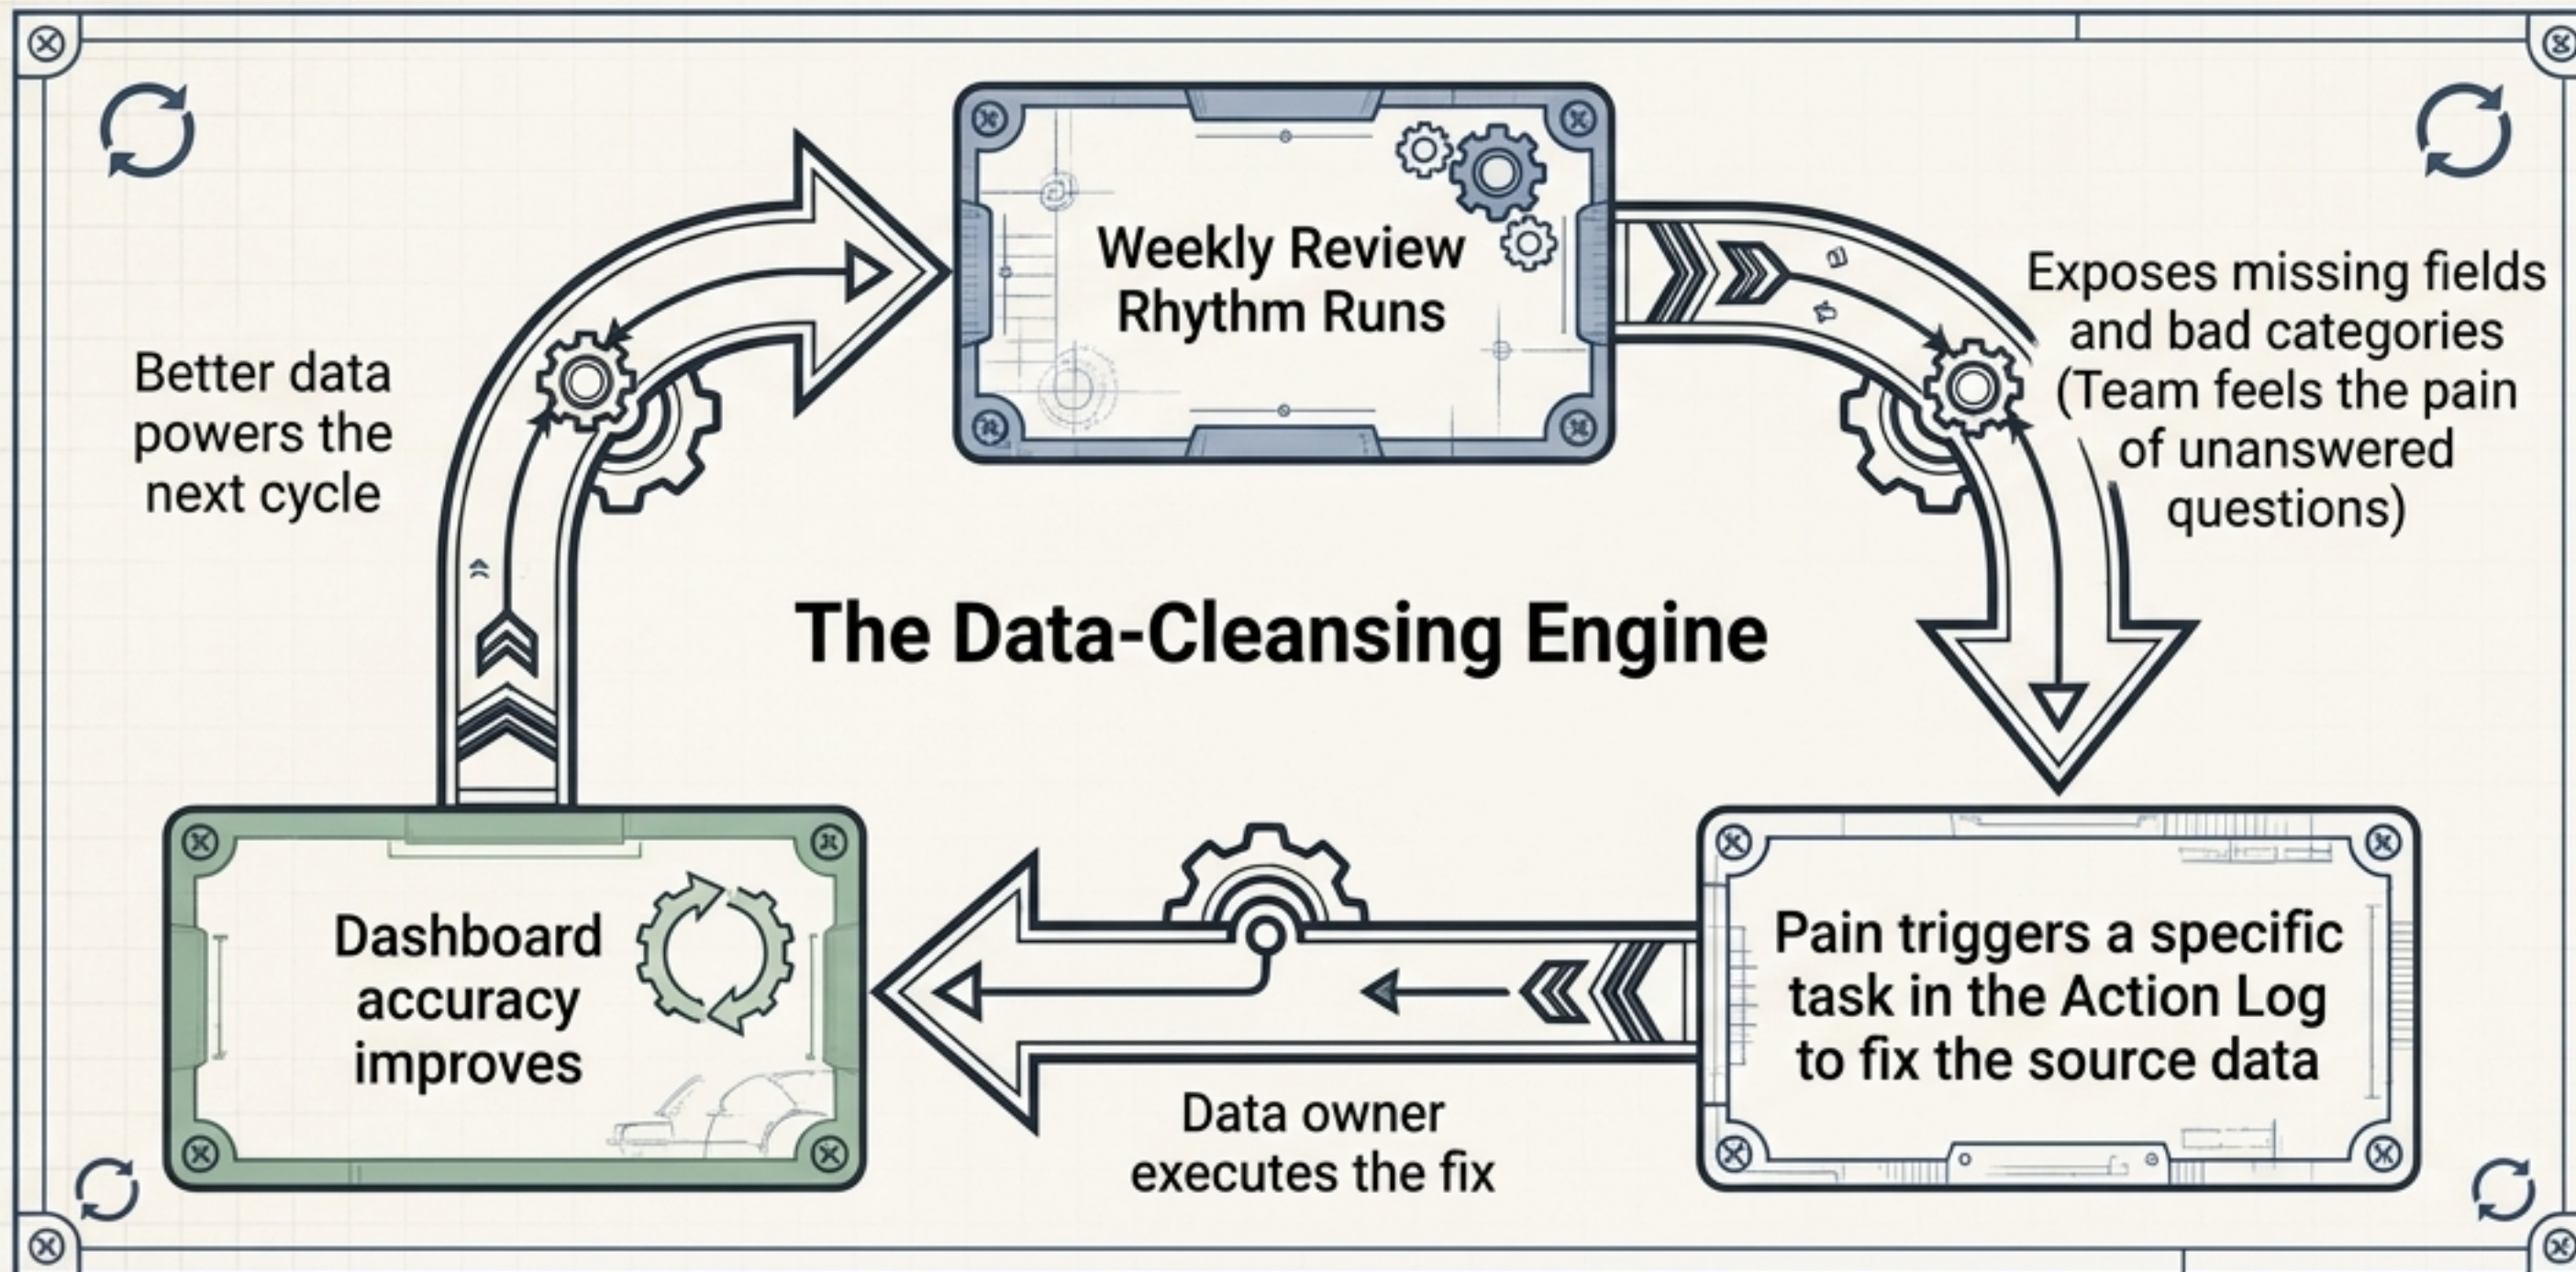 Weekly Review
Rhythm Runs
Exposes missing fields
and bad categories
(Team feels the pain
of unanswered
questions)
Better data
powers the
next cycle
The Data-Cleansing Engine
Pain triggers a specific
task in the Action Log
to fix the source data
Data owner
executes the fix
Dashboard
accuracy
improves